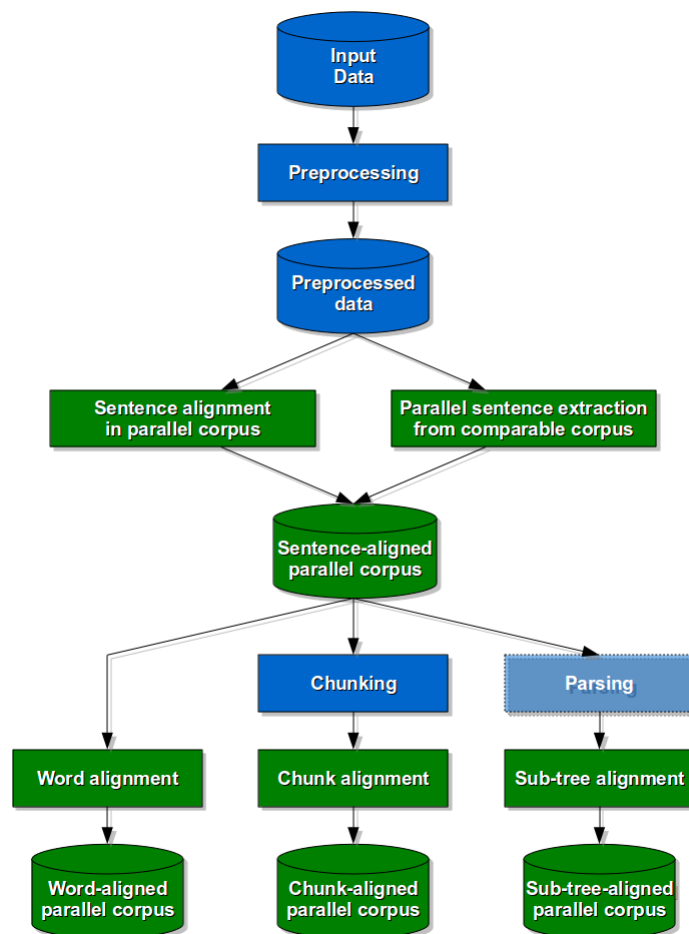 Input
Data
Preprocessing
Preprocessed
data
Sentence alignment
in parallel corpus
Parallel sentence extraction
from comparable corpus
Sentence-aligned
parallel corpus
Chunking
Parsing
Word alignment
Chunk alignment
Sub-tree alignment
Word-aligned
parallel corpus
Chunk-aligned
parallel corpus
Sub-tree-aligned
parallel corpus